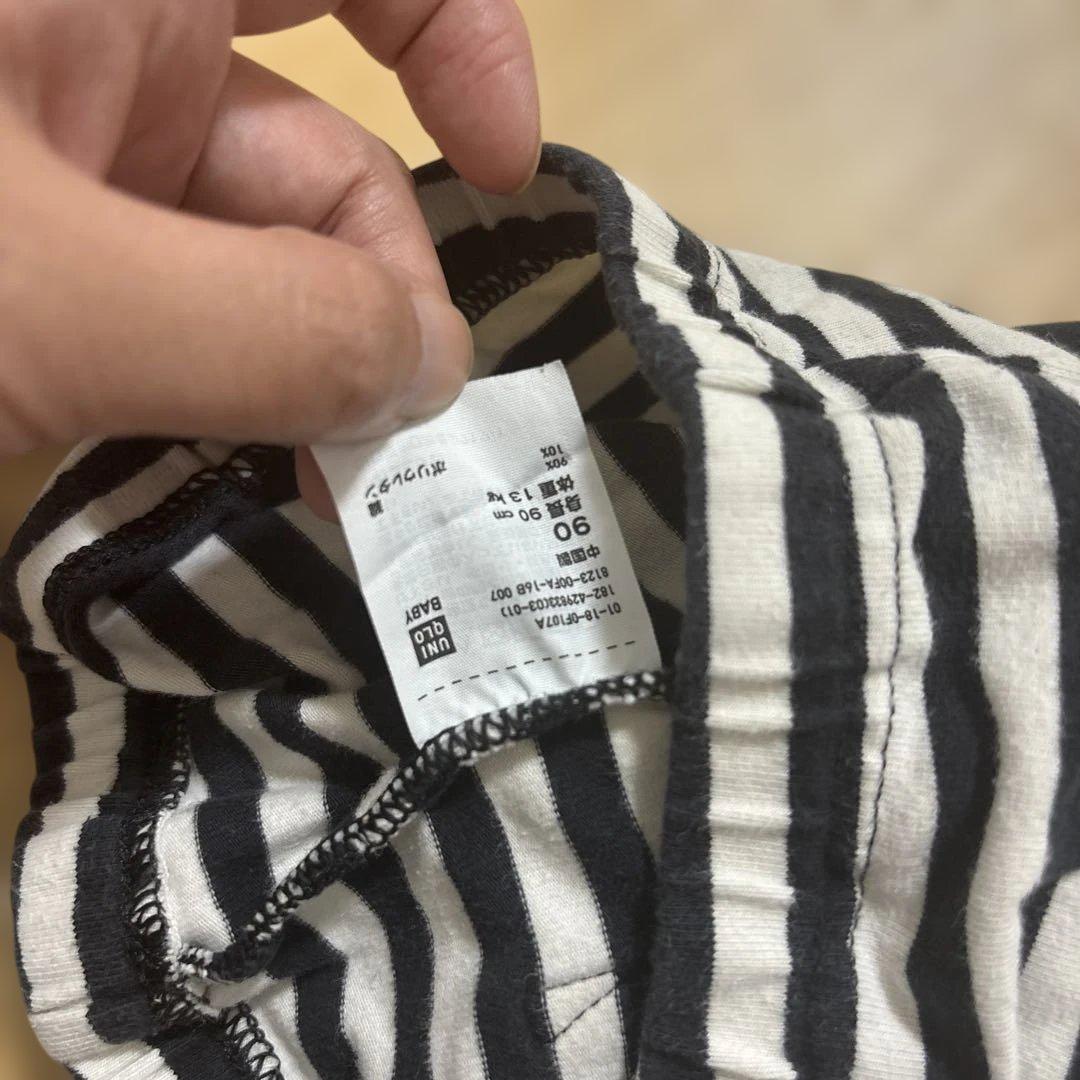 UNI
QLO
BABY
01-18-0F107A
182-429833(03-01)
8123-00FA-16B 007
中国製
90
身長 90 cm
体重 13 kg
綿 90%
ポリウレタン 10%